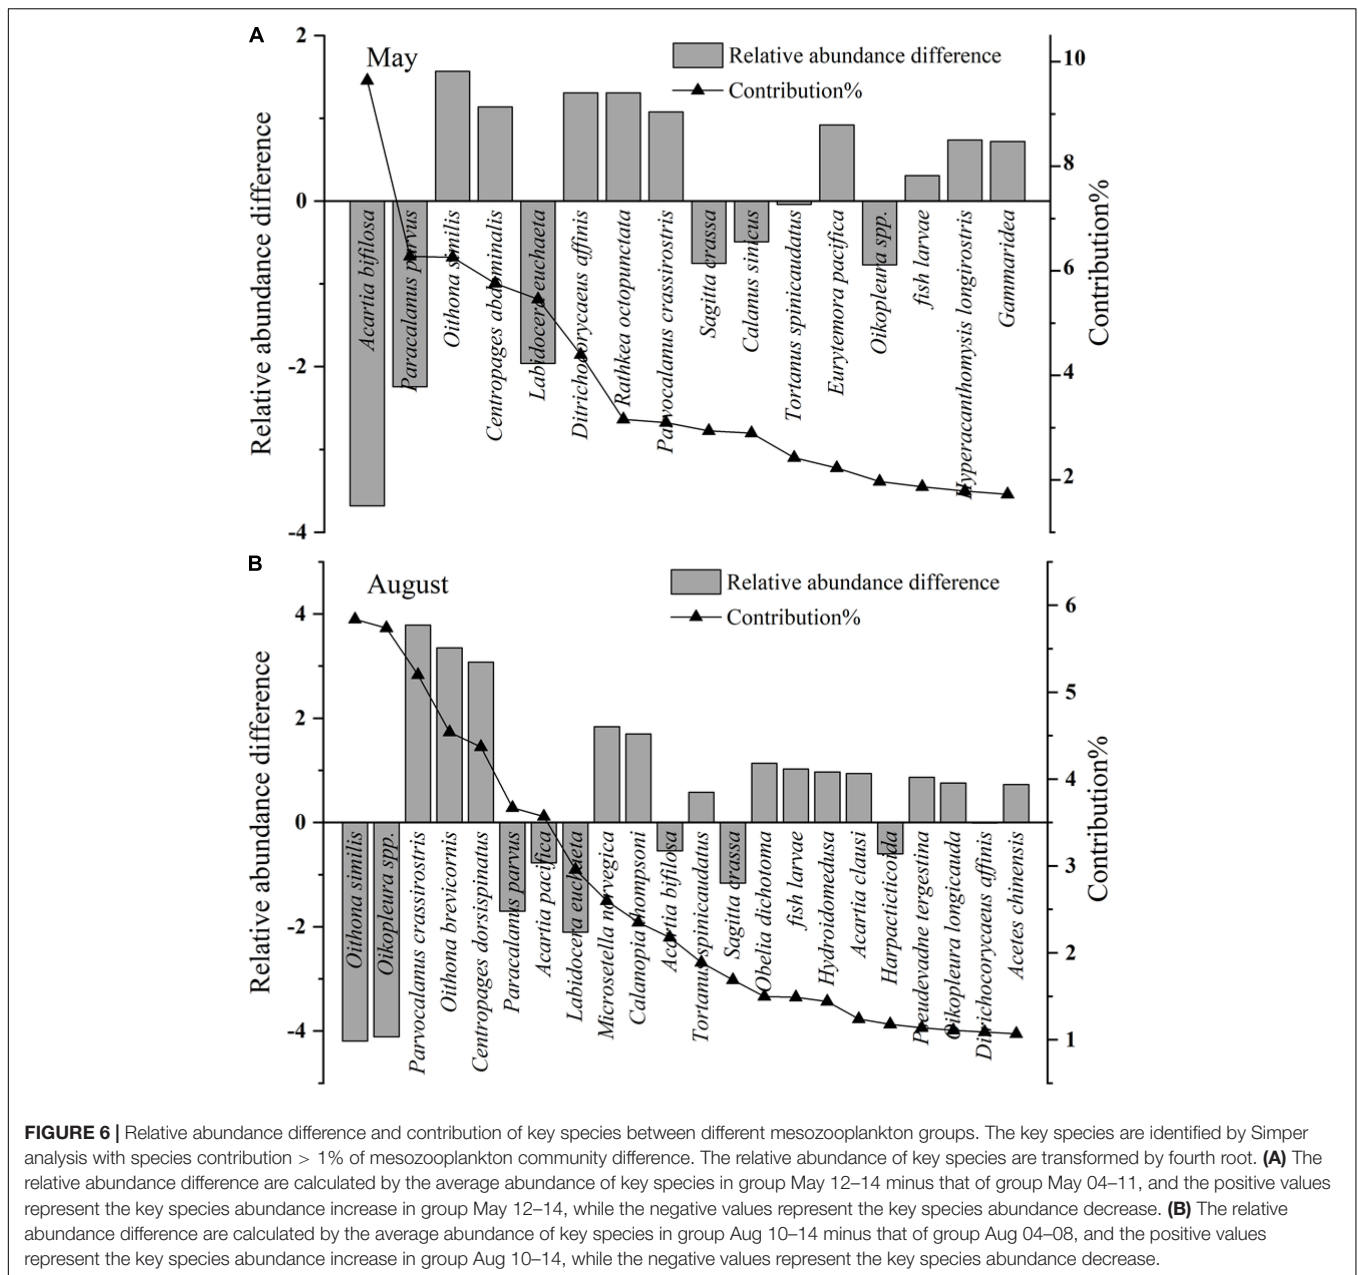 A
May
Relative abundance difference
Contribution%
2
0
-2
-4
Relative abundance difference
10
8
6
4
2
Contribution%
Acartia bifilosa
Paracalanus parvus
Oithona similis
Centropages abdominalis
Labidocera euchaeta
Ditrichocorycaeus affinis
Rathkea octopunctata
Parvocalanus crassirostris
Sagitta crassa
Calanus sinicus
Tortanus spinicaudatus
Eurytemora pacifica
Oikopleura spp.
fish larvae
Hyperacanthomysis longirostris
Gammaridea
B
August
Relative abundance difference
Contribution%
4
2
0
-2
-4
Relative abundance difference
6
5
4
3
2
1
Contribution%
Oithona similis
Oikopleura spp.
Parvocalanus crassirostris
Oithona brevicornis
Centropages dorsispinatus
Paracalanus parvus
Acartia pacifica
Labidocera euchaeta
Microsetella norvegica
Calanopia thompsoni
Acartia bifilosa
Tortanus spinicaudatus
Sagitta crassa
Obelia dichotoma
fish larvae
Hydroidomedusa
Acartia clausi
Harpacticoida
Pseudevadne tergestina
Oikopleura longicauda
Ditrichocorycaeus affinis
Acetes chinensis
FIGURE 6 | Relative abundance difference and contribution of key species between different mesozooplankton groups. The key species are identified by Simper
analysis with species contribution > 1% of mesozooplankton community difference. The relative abundance of key species are transformed by fourth root. (A) The
relative abundance difference are calculated by the average abundance of key species in group May 12–14 minus that of group May 04–11, and the positive values
represent the key species abundance increase in group May 12–14, while the negative values represent the key species abundance decrease. (B) The relative
abundance difference are calculated by the average abundance of key species in group Aug 10–14 minus that of group Aug 04–08, and the positive values
represent the key species abundance increase in group Aug 10–14, while the negative values represent the key species abundance decrease.